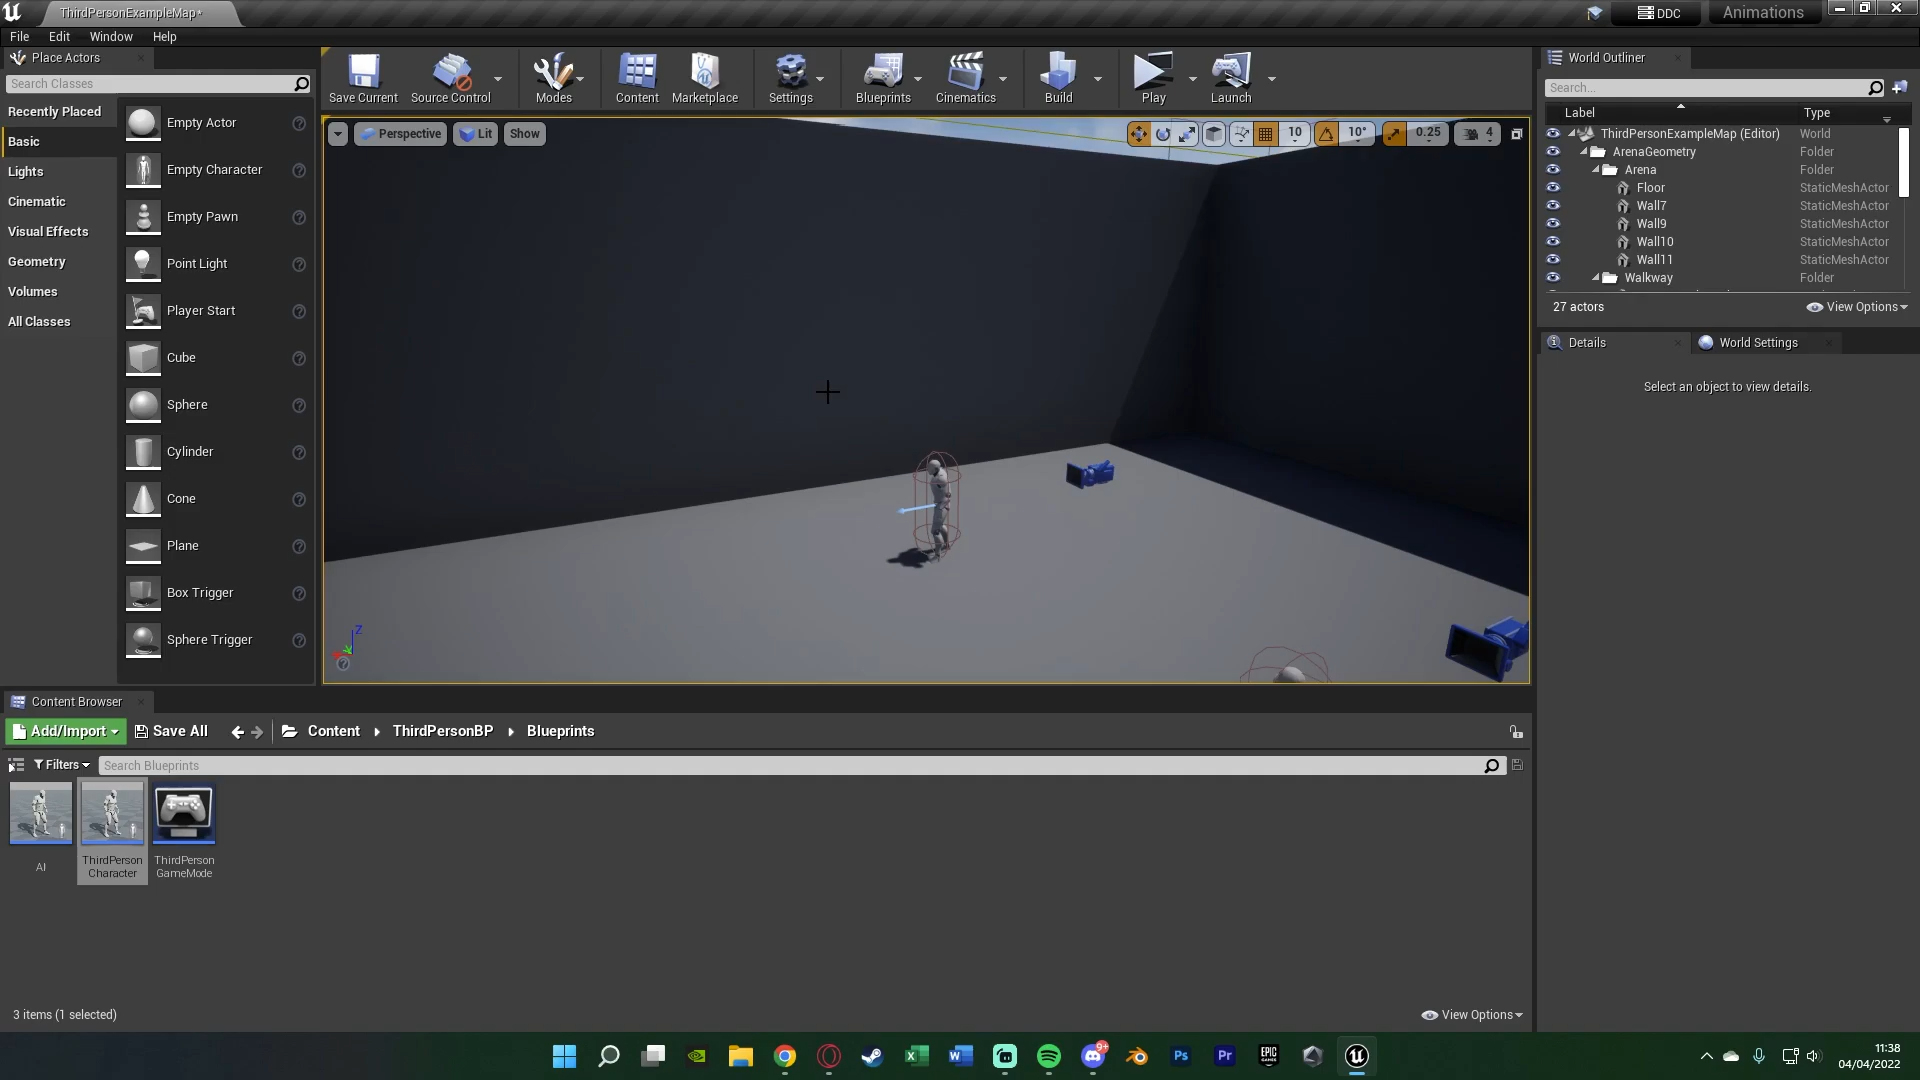 ThirdPersonExampleMap*
DDC
Animations
File Edit Window Help
Place Actors
Search Classes
Recently Placed
Basic
Lights
Cinematic
Visual Effects
Geometry
Volumes
All Classes
Empty Actor
Empty Character
Empty Pawn
Point Light
Player Start
Cube
Sphere
Cylinder
Cone
Plane
Box Trigger
Sphere Trigger
Save Current
Source Control
Modes
Content
Marketplace
Settings
Blueprints
Cinematics
Build
Play
Launch
Perspective
Lit
Show
10
10°
0.25
4
Z
World Outliner
Search...
Label Type
ThirdPersonExampleMap (Editor) World
ArenaGeometry Folder
Arena Folder
Floor StaticMeshActor
Wall7 StaticMeshActor
Wall9 StaticMeshActor
Wall10 StaticMeshActor
Wall11 StaticMeshActor
Walkway Folder
27 actors
View Options
Details
World Settings
Select an object to view details.
Content Browser
Add/Import
Save All
Content
ThirdPersonBP
Blueprints
Filters
Search Blueprints
AI
ThirdPerson
Character
ThirdPerson
GameMode
3 items (1 selected)
View Options
9+
Ps
Pr
EPIC
GAMES
11:38
04/04/2022